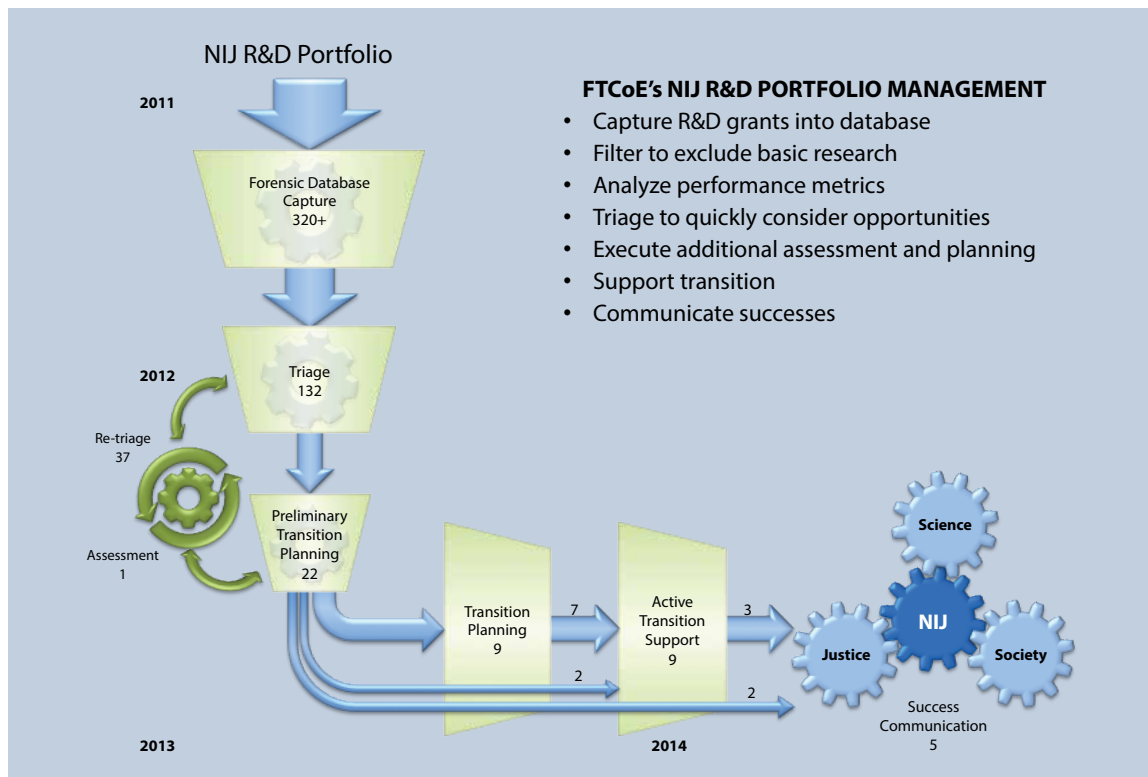 NIJ R&D Portfolio
2011
FTCoE's NIJ R&D PORTFOLIO MANAGEMENT
• Capture R&D grants into database
• Filter to exclude basic research
• Analyze performance metrics
• Triage to quickly consider opportunities
• Execute additional assessment and planning
• Support transition
• Communicate successes
Forensic Database
Capture
320+
2012
Triage
132
Re-triage
37
Assessment
1
Preliminary
Transition
Planning
22
Transition
Planning
9
7
2
Active
Transition
Support
9
3
2
Science
NIJ
Justice
Society
Success
Communication
5
2013
2014